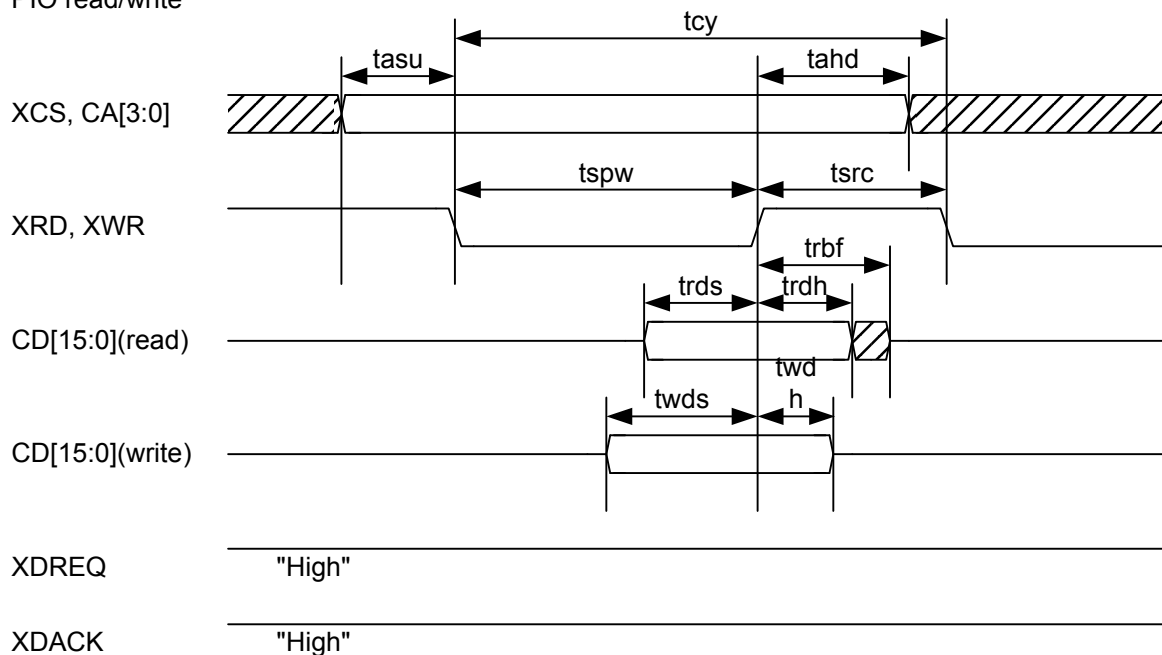 PIO read/write
tcy
tasu
tahd
XCS, CA[3:0]
tspw
tsrc
XRD, XWR
trbf
trds
trdh
CD[15:0](read)
twd
h
twds
CD[15:0](write)
XDREQ "High"
XDACK "High"